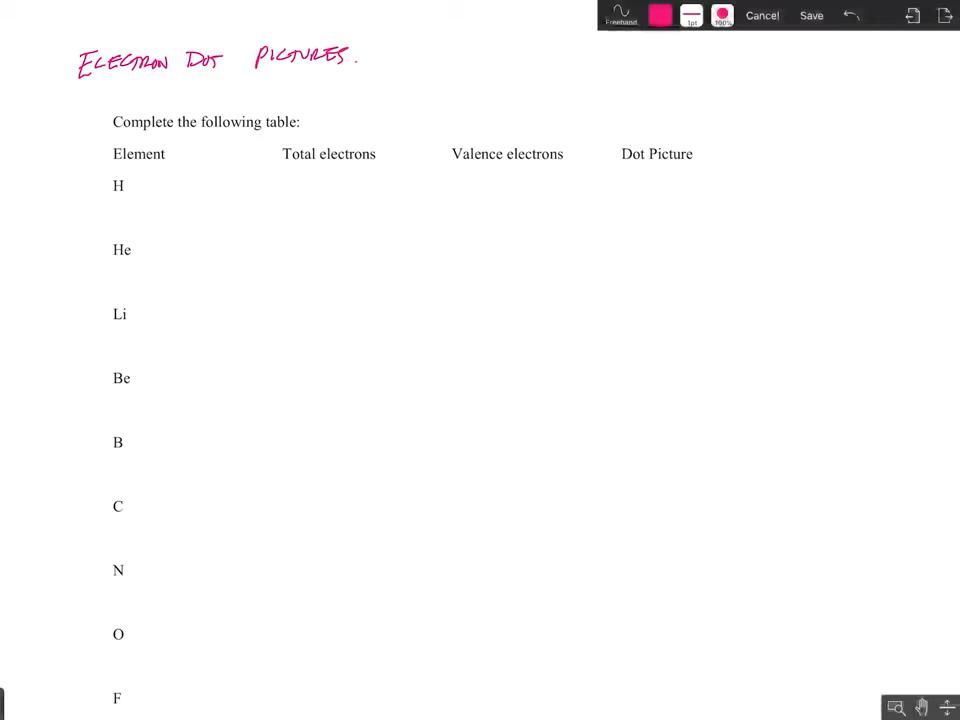 Freehand 1pt 100% Cancel Save
ELECTRON DOT PICTURES.
Complete the following table:
Element Total electrons Valence electrons Dot Picture
H
He
Li
Be
B
C
N
O
F